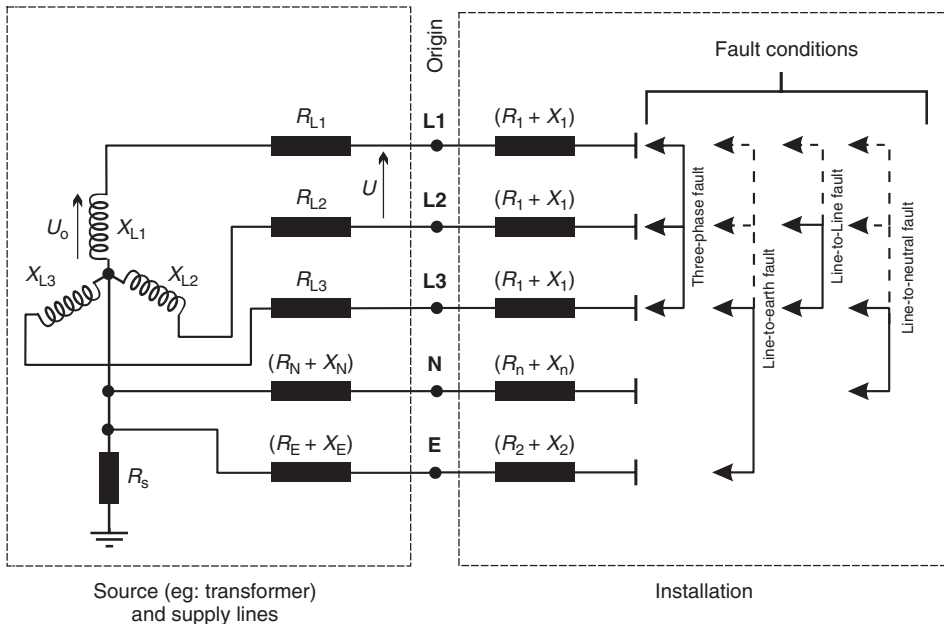 Origin
Fault conditions
R_L1
L1
(R_1 + X_1)
U
R_L2
L2
(R_1 + X_1)
U_o
X_L1
X_L3
X_L2
R_L3
L3
(R_1 + X_1)
Three-phase fault
Line-to-earth fault
Line-to-Line fault
Line-to-neutral fault
(R_N + X_N)
N
(R_n + X_n)
(R_E + X_E)
E
(R_2 + X_2)
R_s
Source (eg: transformer)
and supply lines
Installation